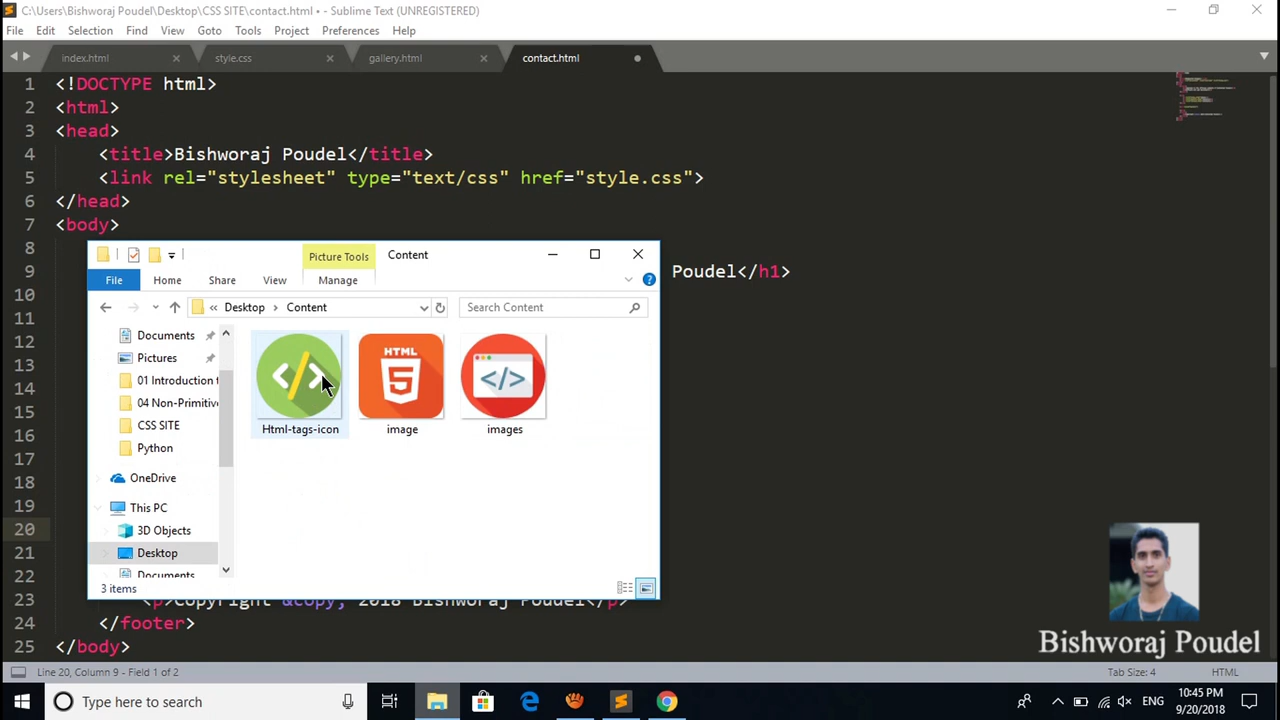 C:\Users\Bishworaj Poudel\Desktop\CSS SITE\contact.html • - Sublime Text (UNREGISTERED)
File Edit Selection Find View Goto Tools Project Preferences Help
index.html style.css gallery.html contact.html
1 <!DOCTYPE html>
2 <html>
3 <head>
4 <title>Bishworaj Poudel</title>
5 <link rel="stylesheet" type="text/css" href="style.css">
6 </head>
7 <body>
8
9 Poudel</h1>
10
11
12
13
14
15
16
17
18
19
20
21
22
23 <p>Copyright &copy; 2018 Bishworaj Poudel</p>
24 </footer>
25 </body>
Picture Tools Content
File Home Share View Manage
« Desktop › Content Search Content
Documents
Pictures
01 Introduction t
04 Non-Primitive
CSS SITE
Python
OneDrive
This PC
3D Objects
Desktop
Documents
</> HTML 5 </>
Html-tags-icon image images
3 items
Bishworaj Poudel
Line 20, Column 9 - Field 1 of 2 Tab Size: 4 HTML
Type here to search
ENG 10:45 PM
9/20/2018